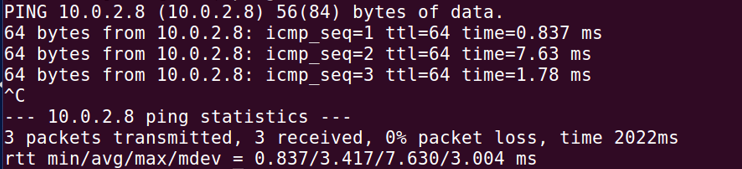 PING 10.0.2.8 (10.0.2.8) 56(84) bytes of data.
64 bytes from 10.0.2.8: icmp_seq=1 ttl=64 time=0.837 ms
64 bytes from 10.0.2.8: icmp_seq=2 ttl=64 time=7.63 ms
64 bytes from 10.0.2.8: icmp_seq=3 ttl=64 time=1.78 ms
^C
--- 10.0.2.8 ping statistics ---
3 packets transmitted, 3 received, 0% packet loss, time 2022ms
rtt min/avg/max/mdev = 0.837/3.417/7.630/3.004 ms